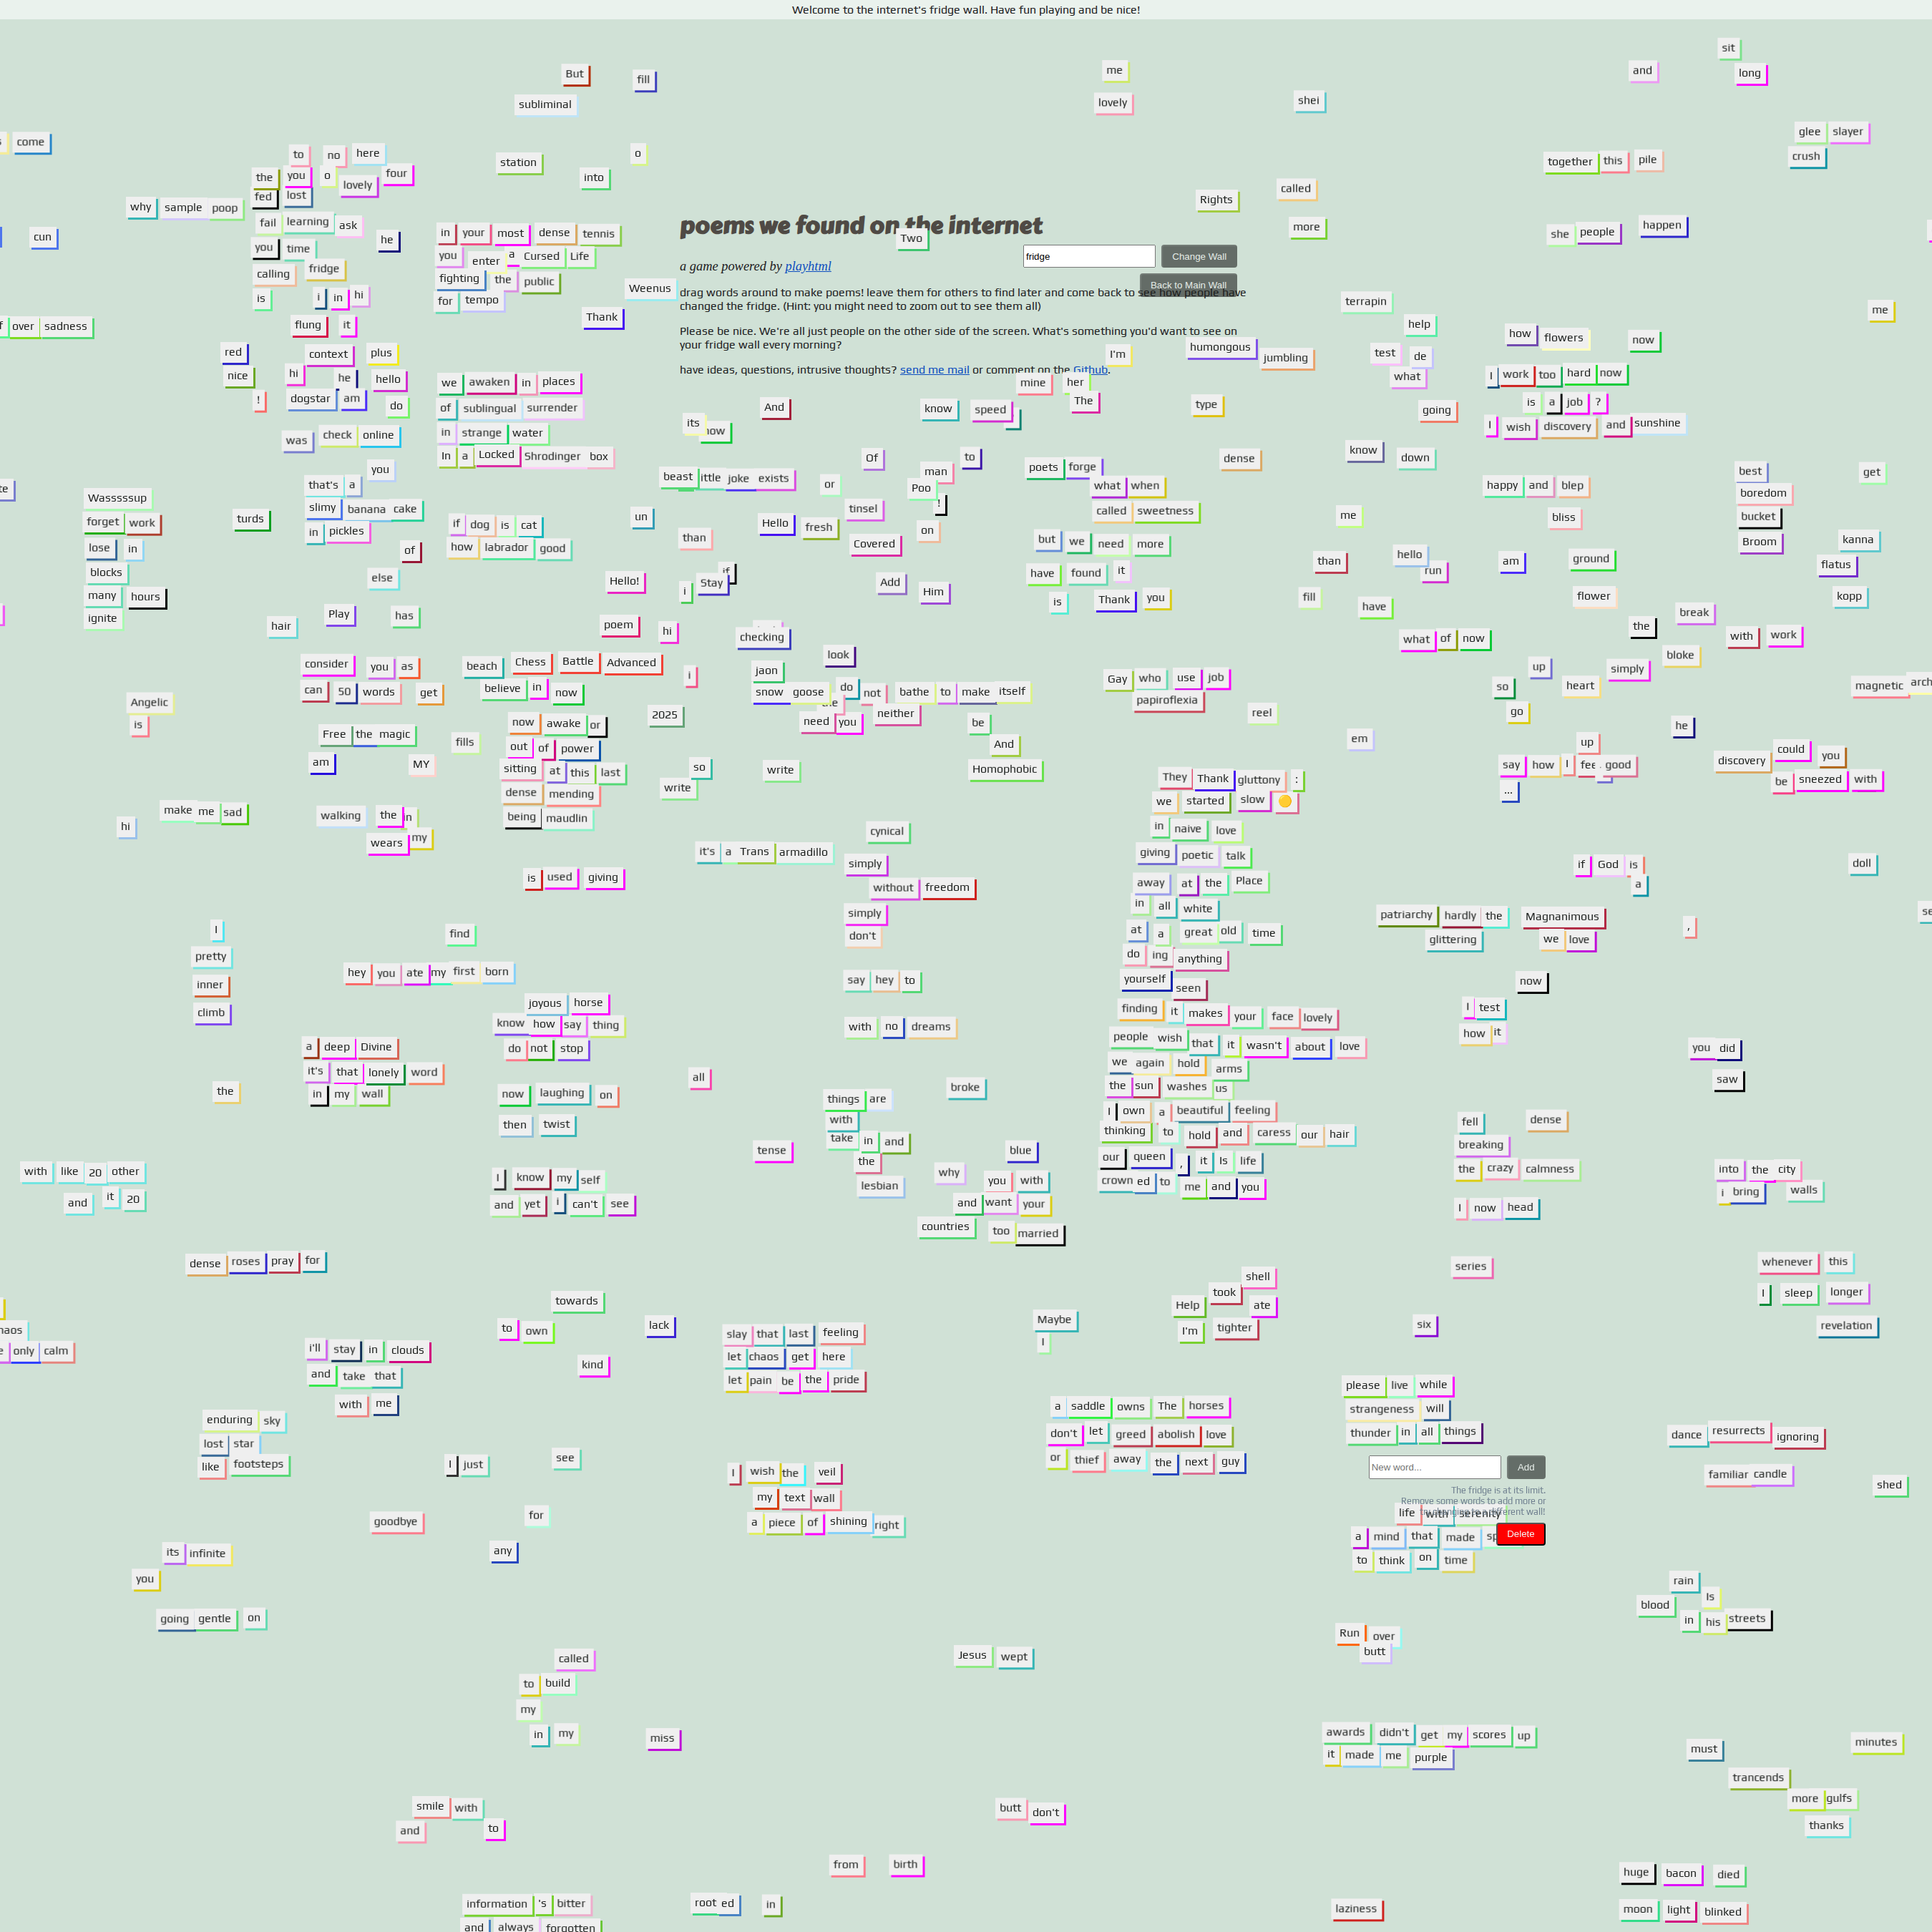 Welcome to the internet's fridge wall. Have fun playing and be nice!
sit
But
fill
me
and
long
subliminal
lovely
shei
glee slayer
come
to no here
station
o
into
together this pile
crush
the you o lovely four
fed lost
why sample poop
called
Rights
fail learning ask
more
she people happen
cun
poems we found on the internet
Two
he
in your most dense tennis
you time
you enter a Cursed Life
fridge
Change Wall
a game powered by playhtml
calling fridge
fighting the public
Back to Main Wall
is
i in hi
for tempo
Weenus
drag words around to make poems! leave them for others to find later and come back to see how people have
changed the fridge. (Hint: you might need to zoom out to see them all)
terrapin
me
Thank
over sadness
flung it
help
Please be nice. We're all just people on the other side of the screen. What's something you'd want to see on
your fridge wall every morning?
how flowers now
red
context plus
I'm
humongous jumbling
test de
have ideas, questions, intrusive thoughts? send me mail or comment on the Github.
nice
hi he hello
we awaken in places
mine her
what
I work too hard now
! dogstar am do
of sublingual surrender
And
know speed
The
type
going
is a job ?
its now
I wish discovery and sunshine
was check online
in strange water
In a Locked Shrodinger box
Of
to
dense
know down
you
man
poets forge
best
get
that's a
beast little joke exists
or
Poo
!
what when
happy and blep
boredom
Wasssssup
slimy banana cake
tinsel
called sweetness
bucket
forget work
turds
in pickles
if dog is cat
un
Hello fresh
on
me
bliss
Broom
kanna
lose in
of
how labrador good
than
Covered
but we need more
hello
than
run
am
ground
flatus
blocks
else
Hello!
if
i Stay
Add
Him
have found it
many hours
is Thank you
fill
have
flower
kopp
ignite
hair
Play
has
poem
hi
checking
the
break
what of now
with work
look
consider you as
beach Chess Battle Advanced
i
jaon
Gay who use job
up
simply
bloke
can 50 words get
believe in now
snow goose do not bathe to make itself
papiroflexia
so
heart
magnetic
Angelic
2025
the
need you neither
be
reel
go
is
now awake or
he
Free the magic
fills
out of power
And
em
up
could
am
MY
sitting at this last
so
write
Homophobic
say how I good
discovery you
They Thank gluttony :
dense mending
write
...
be sneezed with
make me sad
we started slow
being maudlin
hi
walking the in
wears my
cynical
in naive love
it's a Trans armadillo
giving poetic talk
simply
if God is
doll
is used giving
without freedom
away at the Place
a
simply
in all white
patriarchy hardly the
Magnanimous
I
find
don't
at a great old time
glittering
we love
,
pretty
do ing anything
hey you ate my first born
say hey to
yourself
now
inner
seen
joyous horse
finding it makes your face lovely
I test
climb
know how say thing
with no dreams
people wish that it wasn't about love
how it
a deep Divine
do not stop
you did
it's that lonely word
we again hold arms
all
saw
the
in my wall
now laughing on
broke
the sun washes us
things are
I own a beautiful feeling
then twist
with
fell
dense
thinking to hold and caress our hair
take in and
breaking
tense
blue
our queen , it Is life
the
with like 20 other
the crazy calmness
into the city
I know my self
why
you with
crown ed to me and you
lesbian
and it 20
i bring
walls
and yet i can't see
and want your
I now head
countries
too married
dense roses pray for
series
whenever this
shell
towards
took
I sleep longer
Help
ate
Maybe
to own
lack
slay that last feeling
I'm tighter
six
revelation
i'll stay in clouds
I
only calm
let chaos get here
kind
and take that
let pain be the pride
please live while
with me
a saddle owns The horses
strangeness will
enduring sky
don't let greed abolish love
thunder in all things
dance resurrects ignoring
lost star
or thief away the next guy
like footsteps
I just
see
I wish the veil
New word...
Add
familiar candle
shed
my text wall
The fridge is at its limit.
Remove some words to add more or
life with serenity
goodbye
for
a piece of shining right
a mind that made
Delete
its infinite
any
to think on time
you
rain
Is
blood
going gentle on
in his streets
Run over
butt
called
Jesus wept
to build
my
in my
miss
awards didn't get my scores up
must
minutes
it made me purple
trancends
smile with
butt don't
more gulfs
and
to
thanks
from
birth
huge bacon died
information 's bitter
root ed
in
laziness
moon light blinked
and always forgotten